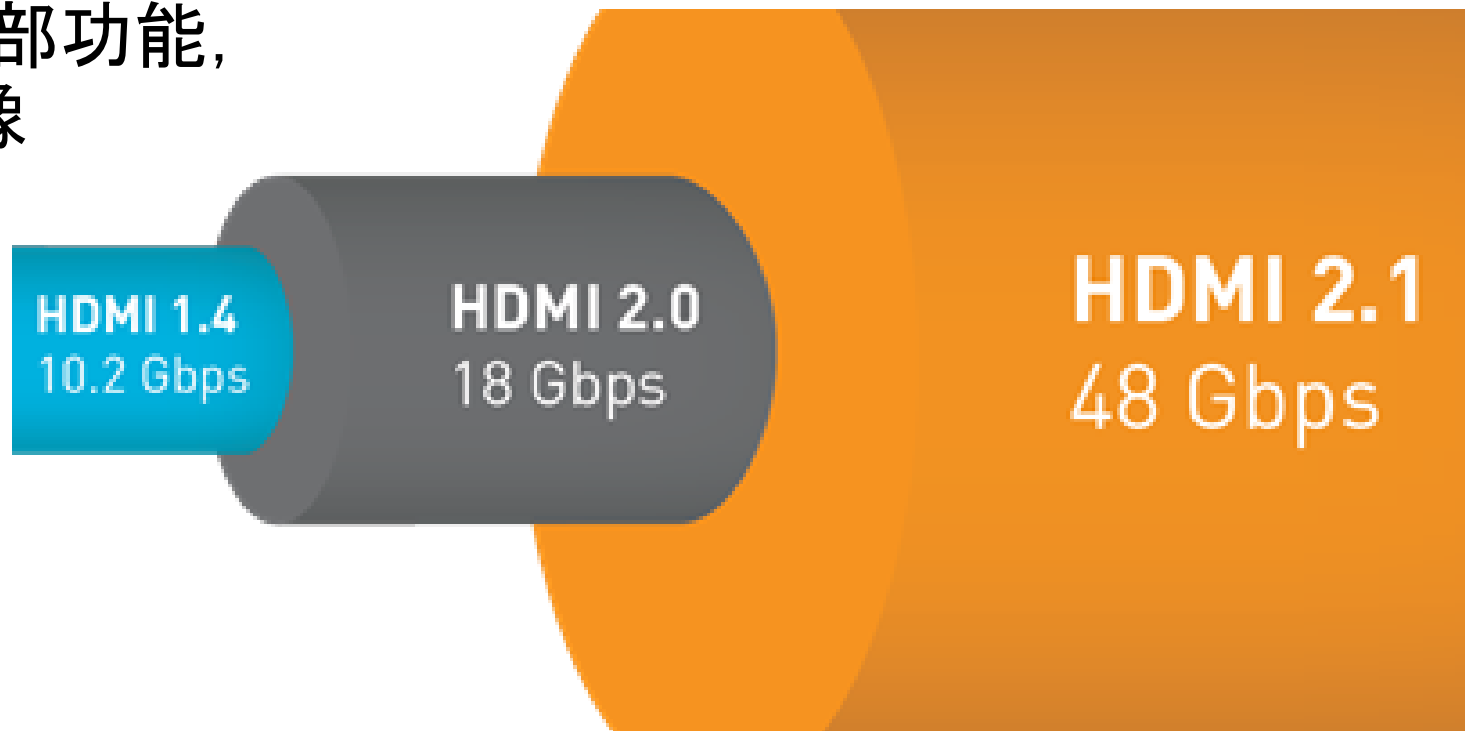 部功能,
像
HDMI 1.4
10.2 Gbps
HDMI 2.0
18 Gbps
HDMI 2.1
48 Gbps